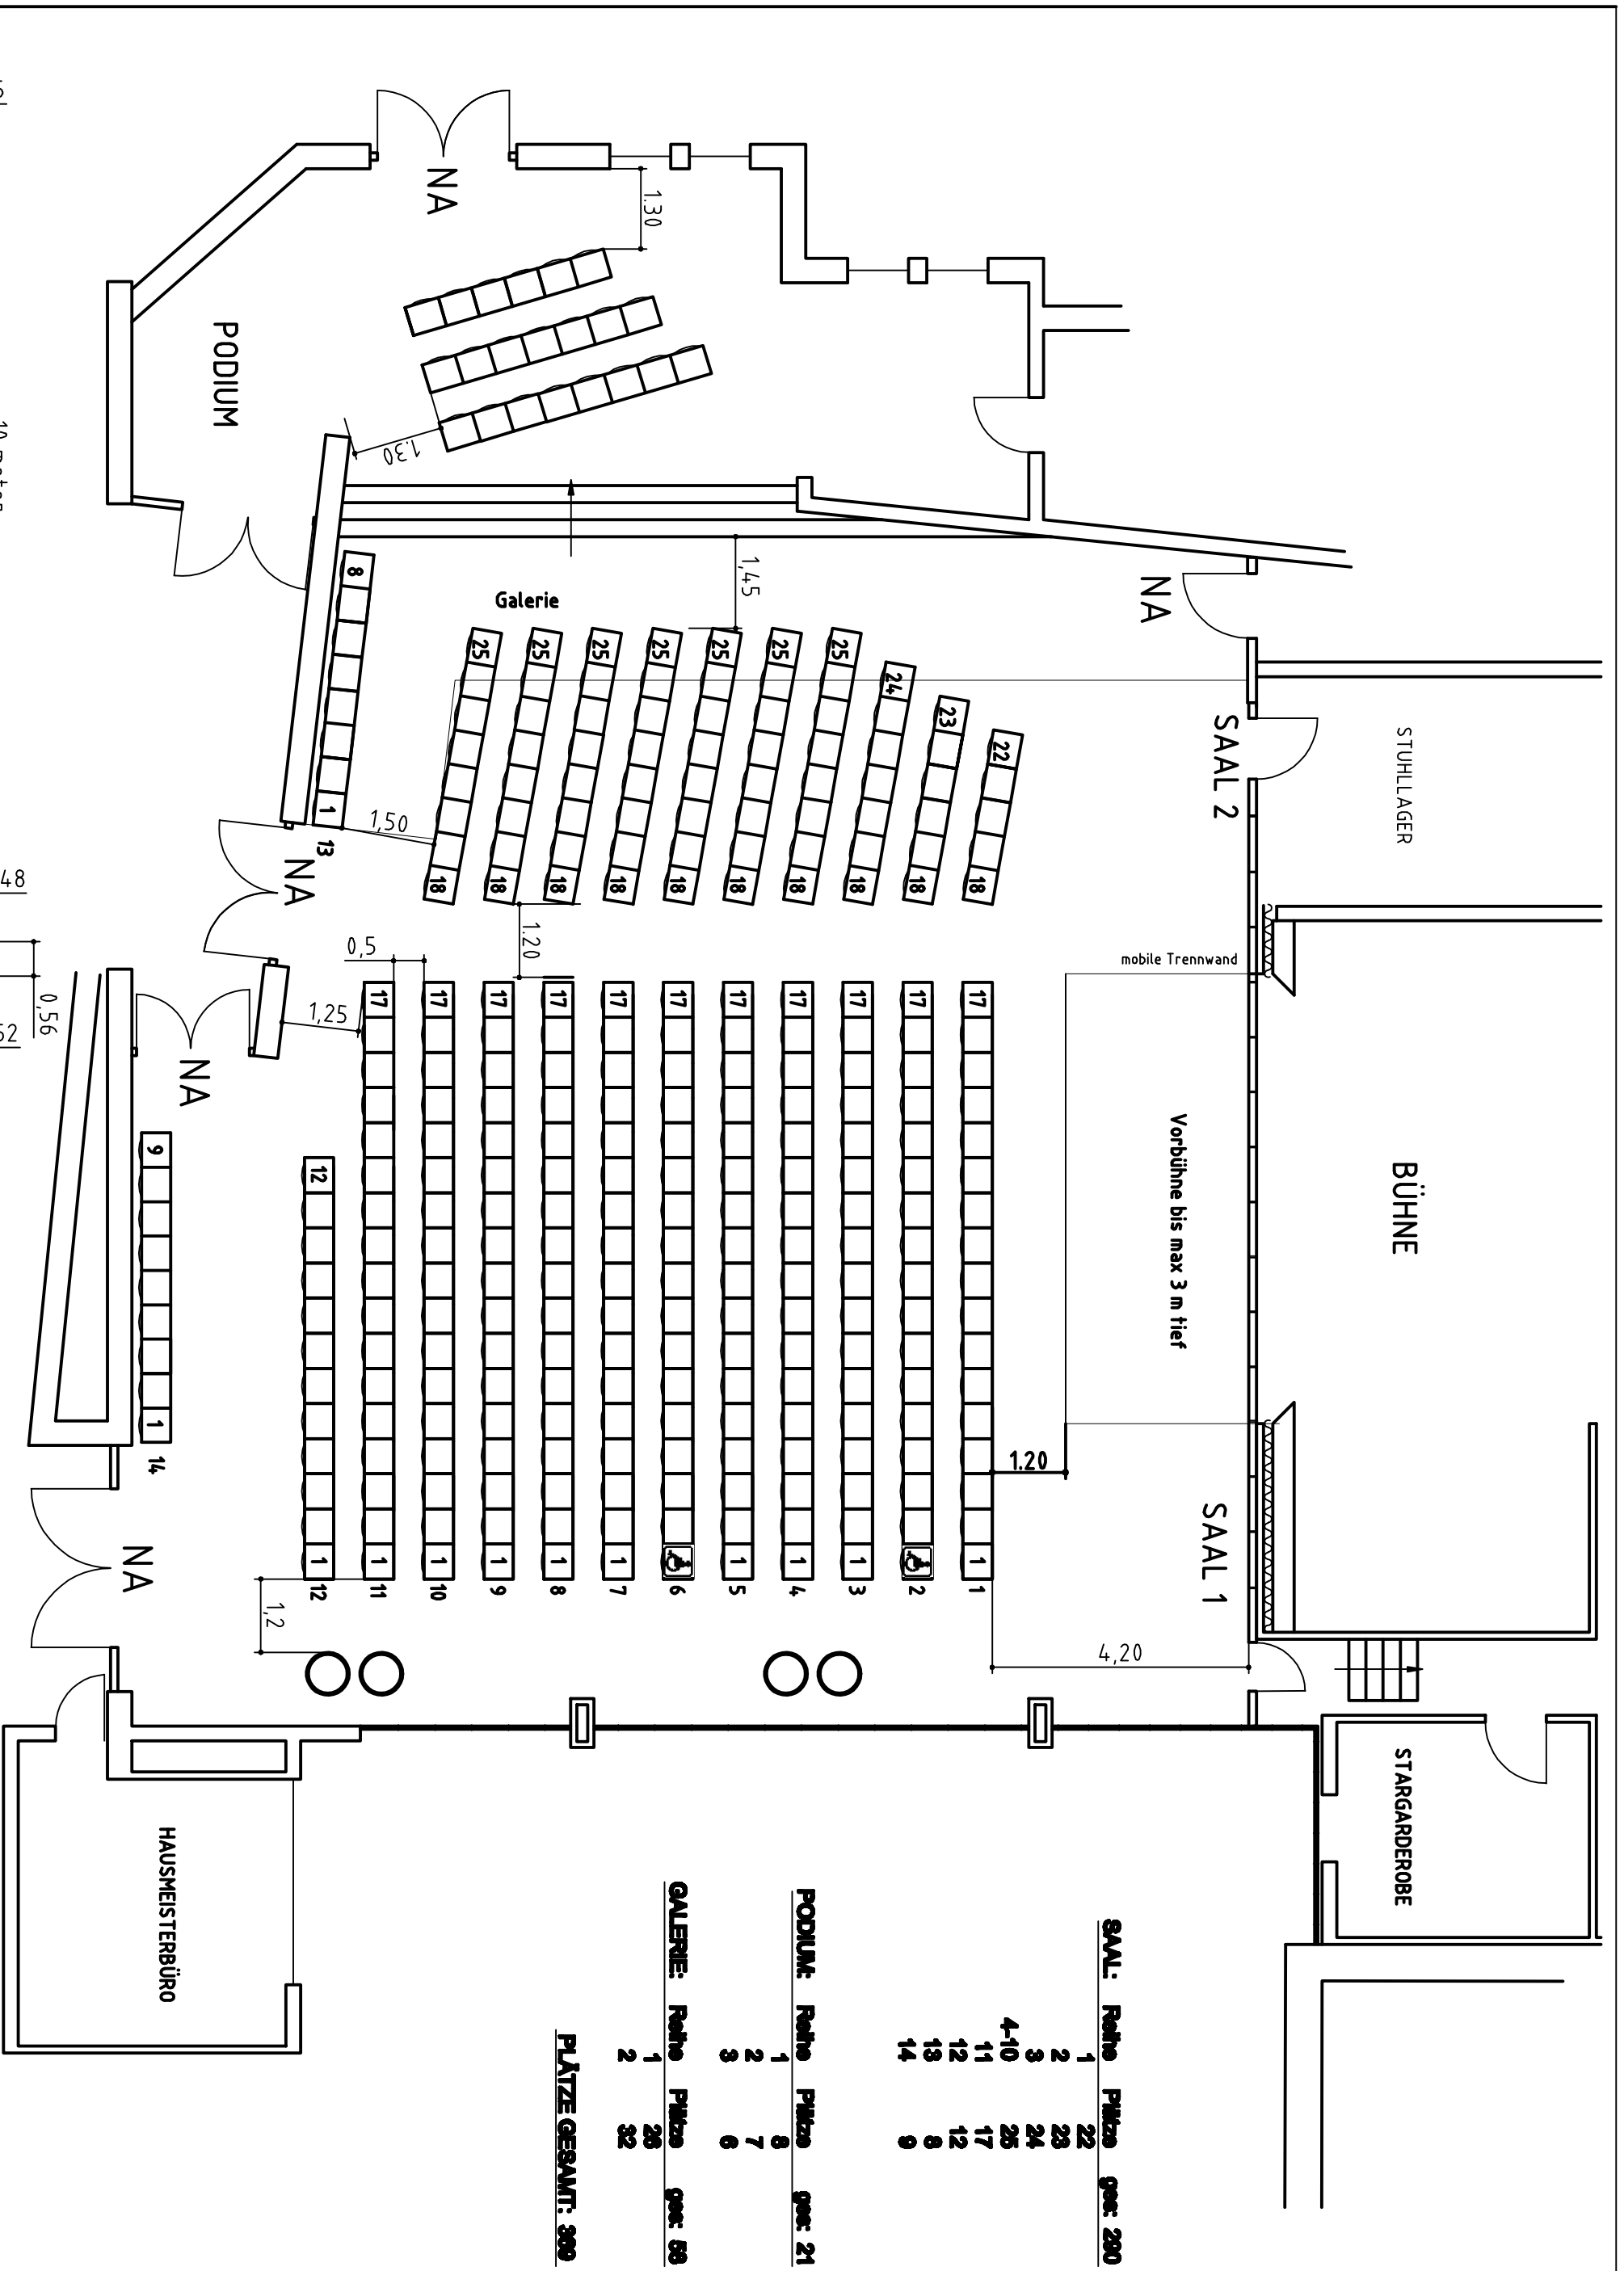 STUHLLAGER
BÜHNE
STARGARDEROBE
SAAL 2
mobile Trennwand
Vorbühne bis max 3 m tief
SAAL 1
NA
4,20
1.20
22 18 17 1 1
23 18 17 2
24 18 17 1 3
25 18 17 1 4
25 18 17 1 5
25 18 17 6
25 18 17 1 7
25 18 17 1 8
25 18 17 1 9
25 18 17 1 10
17 1 11
12 1 12
8 1 13
9 1 14
1.30
1,45
Galerie
1.30
1,50
1.20
0,5
1,25
1,2
NA
PODIUM
NA
NA
NA
HAUSMEISTERBÜRO
48
0,56
SAAL: Reihe Plätze ges: 290
1 22
2 23
3 24
4-10 25
11 17
12 12
13 8
14 9
PODIUM: Reihe Plätze ges: 21
1 8
2 7
3 6
GALERIE: Reihe Plätze ges: 58
1 26
2 32
PLÄTZE GESAMT: 369